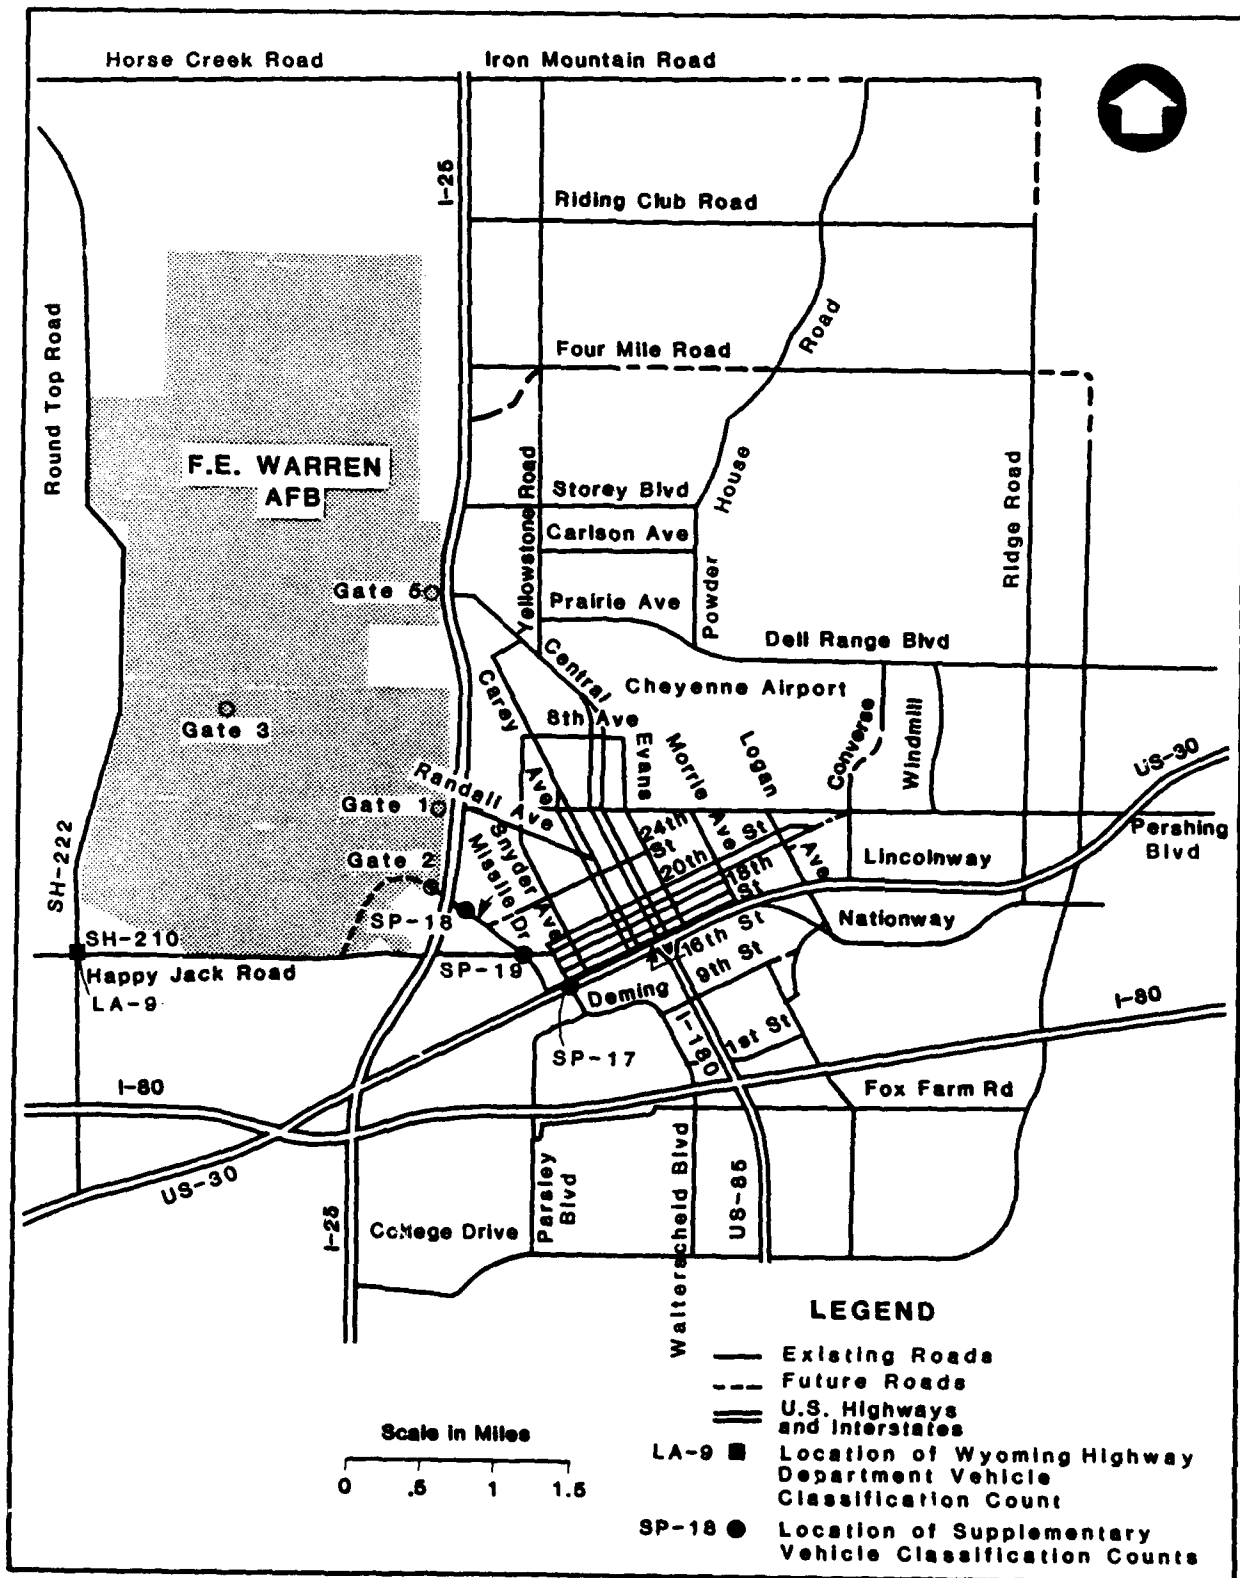 Horse Creek Road
Iron Mountain Road
I-25
Riding Club Road
Round Top Road
Four Mile Road
House Road
F.E. WARREN
AFB
Yellowstone Road
Storey Blvd
Carlson Ave
Ridge Road
Gate 5
Prairie Ave
Powder
Dell Range Blvd
Central
Carey Ave
Cheyenne Airport
Gate 3
8th Ave
Evans
Morrie Ave
Logan Ave
Converse
Windmill
US-30
Randall Ave
Gate 1
24th
St
20th St
Pershing
Blvd
SH-222
Gate 2
Snyder Ave
Missile Dr
18th
St
Lincolnway
SP-18
Nationway
SH-210
Happy Jack Road
SP-19
16th St
9th St
LA-9
Deming
I-80
SP-17
I-180
1st St
I-80
Fox Farm Rd
US-30
Parsley
Blvd
Walterscheid Blvd
US-85
I-25
College Drive
LEGEND
Existing Roads
Future Roads
U.S. Highways
and Interstates
Scale in Miles
0 .5 1 1.5
LA-9 Location of Wyoming Highway
Department Vehicle
Classification Count
SP-18 Location of Supplementary
Vehicle Classification Counts